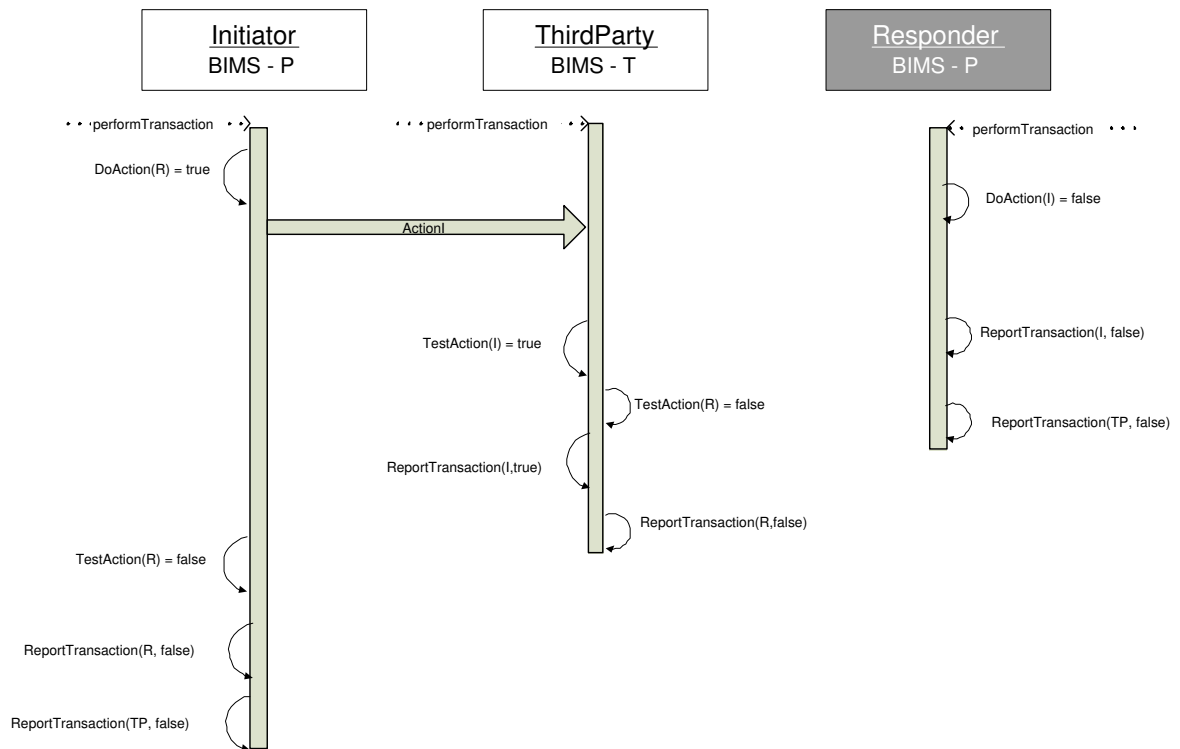 Initiator
BIMS - P
ThirdParty
BIMS - T
Responder
BIMS - P
performTransaction
performTransaction
performTransaction
DoAction(R) = true
DoAction(I) = false
ActionI
TestAction(I) = true
ReportTransaction(I, false)
TestAction(R) = false
ReportTransaction(TP, false)
ReportTransaction(I,true)
ReportTransaction(R,false)
TestAction(R) = false
ReportTransaction(R, false)
ReportTransaction(TP, false)